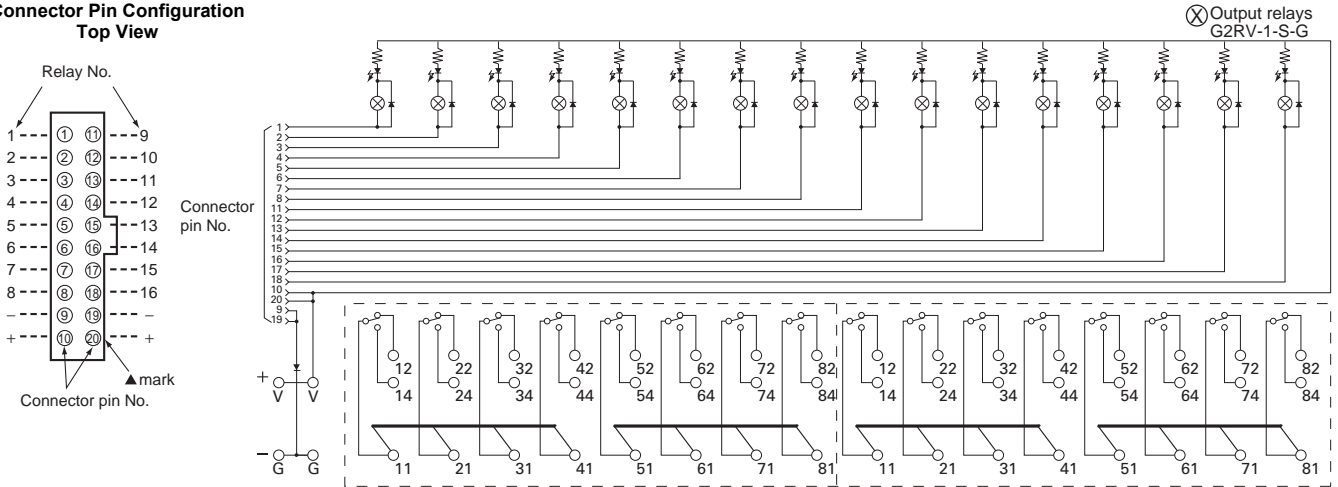 onnector Pin Configuration
Top View
Relay No.
1 ① ⑪ 9
2 ② ⑫ 10
3 ③ ⑬ 11
4 ④ ⑭ 12
5 ⑤ ⑮ 13
6 ⑥ ⑯ 14
7 ⑦ ⑰ 15
8 ⑧ ⑱ 16
– ⑨ ⑲ –
+ ⑩ ⑳ +
▲mark
Connector pin No.
Output relays
G2RV-1-S-G
Connector
pin No.
1
2
3
4
5
6
7
8
11
12
13
14
15
16
17
18
10
20
9
19
+
V V
–
G G
12 22 32 42 52 62 72 82 12 22 32 42 52 62 72 82
14 24 34 44 54 64 74 84 14 24 34 44 54 64 74 84
11 21 31 41 51 61 71 81 11 21 31 41 51 61 71 81